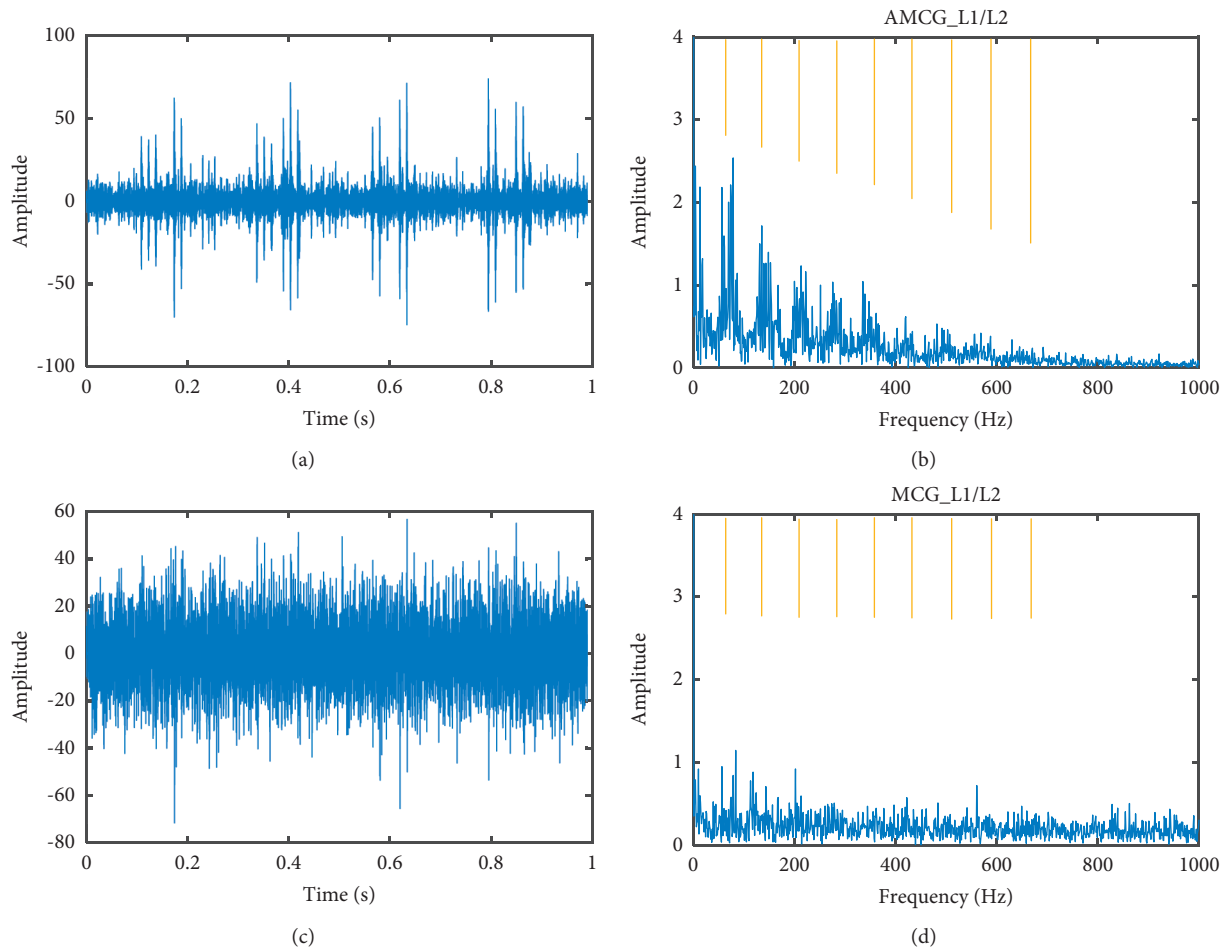 100
50
0
-50
-100
Amplitude
0 0.2 0.4 0.6 0.8 1
Time (s)
(a)
AMCG_L1/L2
4
3
2
1
0
Amplitude
0 200 400 600 800 1000
Frequency (Hz)
(b)
60
40
20
0
-20
-40
-60
-80
Amplitude
0 0.2 0.4 0.6 0.8 1
Time (s)
(c)
MCG_L1/L2
4
3
2
1
0
Amplitude
0 200 400 600 800 1000
Frequency (Hz)
(d)